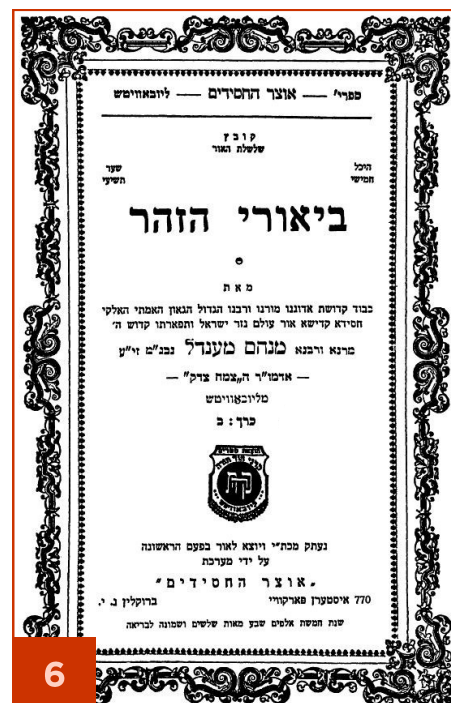 ספרי׳ — אוצר החסידים — ליובאוויטש
קובץ
שלשלת האור
היכל
חמישי
שער
תשיעי
ביאורי הזהר
מאת
כבוד קדושת אדוננו מורנו ורבנו הגדול הגאון האמתי האלקי
חסידא קדישא אור עולם נזר ישראל ותפארתו קדוש ה׳
מרנא ורבנא מנחם מענדל נבג"מ זי"ע
— אדמו"ר ה„צמח צדק" —
מליובאוויטש
כרך: ב
נעתק מכת"י ויוצא לאור בפעם הראשונה
על ידי מערכת
„אוצר החסידים"
770 איסטערן פארקוויי ברוקלין נ. י.
שנת חמשת אלפים שבע מאות שלשים ושמונה לבריאה
6